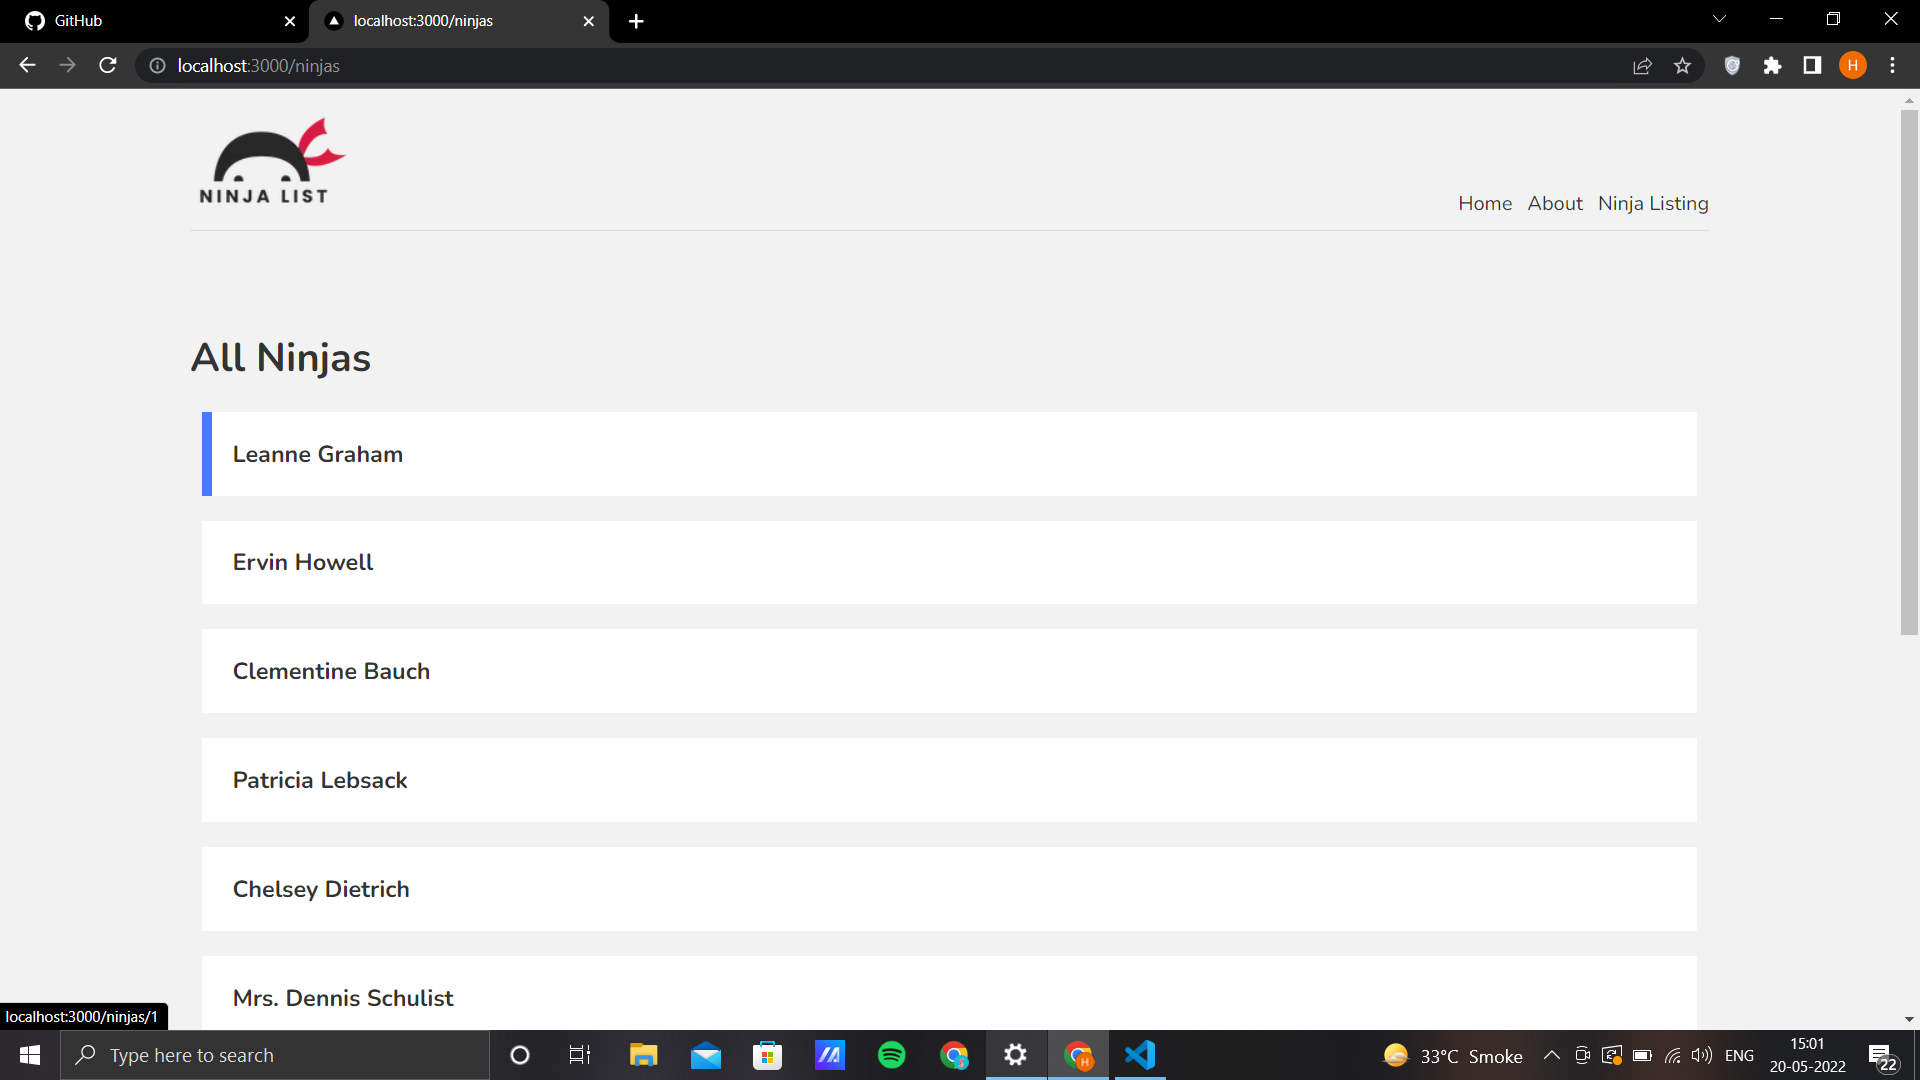 GitHub
localhost:3000/ninjas
localhost:3000/ninjas
H
NINJA LIST
Home About Ninja Listing
All Ninjas
Leanne Graham
Ervin Howell
Clementine Bauch
Patricia Lebsack
Chelsey Dietrich
Mrs. Dennis Schulist
localhost:3000/ninjas/1
Type here to search
H
33°C Smoke
ENG
15:01
20-05-2022
22